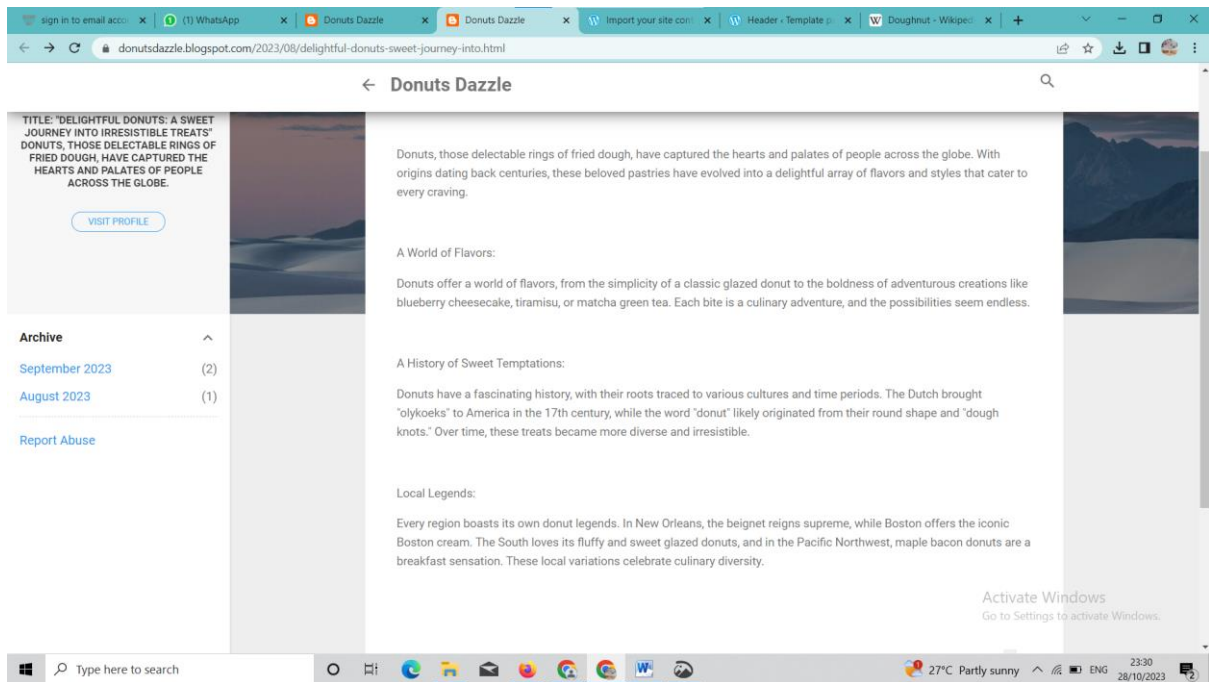 sign in to email acco
(1) WhatsApp
Donuts Dazzle
Donuts Dazzle
Import your site cont
Header ‹ Template p
Doughnut - Wikiped
donutsdazzle.blogspot.com/2023/08/delightful-donuts-sweet-journey-into.html
Donuts Dazzle
TITLE: "DELIGHTFUL DONUTS: A SWEET
JOURNEY INTO IRRESISTIBLE TREATS"
DONUTS, THOSE DELECTABLE RINGS OF
FRIED DOUGH, HAVE CAPTURED THE
HEARTS AND PALATES OF PEOPLE
ACROSS THE GLOBE.
VISIT PROFILE
Archive
September 2023 (2)
August 2023 (1)
Report Abuse
Donuts, those delectable rings of fried dough, have captured the hearts and palates of people across the globe. With
origins dating back centuries, these beloved pastries have evolved into a delightful array of flavors and styles that cater to
every craving.
A World of Flavors:
Donuts offer a world of flavors, from the simplicity of a classic glazed donut to the boldness of adventurous creations like
blueberry cheesecake, tiramisu, or matcha green tea. Each bite is a culinary adventure, and the possibilities seem endless.
A History of Sweet Temptations:
Donuts have a fascinating history, with their roots traced to various cultures and time periods. The Dutch brought
"olykoeks" to America in the 17th century, while the word "donut" likely originated from their round shape and "dough
knots." Over time, these treats became more diverse and irresistible.
Local Legends:
Every region boasts its own donut legends. In New Orleans, the beignet reigns supreme, while Boston offers the iconic
Boston cream. The South loves its fluffy and sweet glazed donuts, and in the Pacific Northwest, maple bacon donuts are a
breakfast sensation. These local variations celebrate culinary diversity.
Activate Windows
Go to Settings to activate Windows.
Type here to search
27°C Partly sunny
ENG
23:30
28/10/2023
2